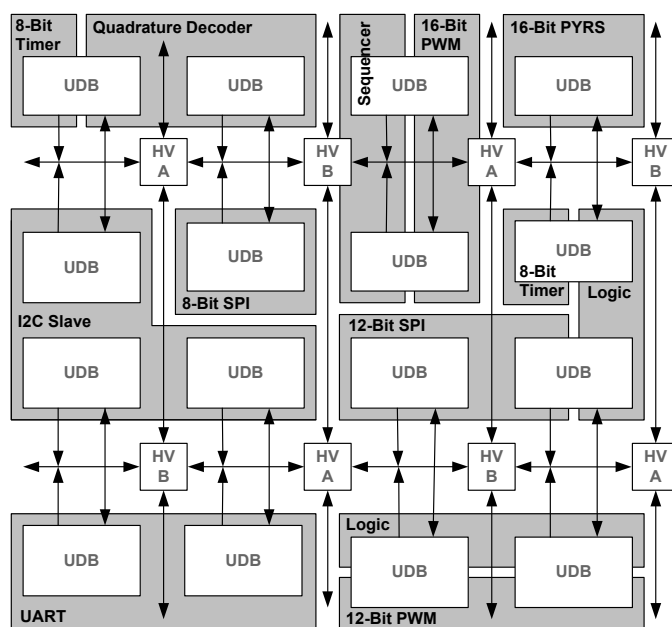 8-Bit
Timer
Quadrature Decoder
Sequencer
16-Bit
PWM
16-Bit PYRS
UDB
UDB
UDB
UDB
HV
A
HV
B
HV
A
HV
B
UDB
UDB
UDB
UDB
8-Bit
Timer
Logic
8-Bit SPI
I2C Slave
12-Bit SPI
UDB
UDB
UDB
UDB
HV
B
HV
A
HV
B
HV
A
Logic
UDB
UDB
UDB
UDB
UART
12-Bit PWM